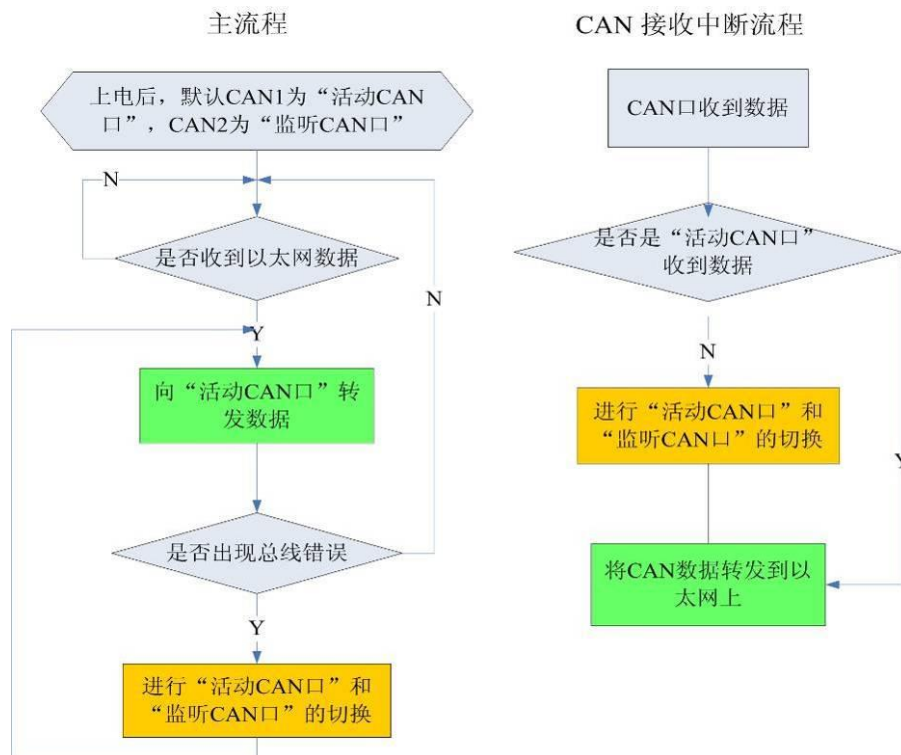 主流程
上电后，默认CAN1为“活动CAN
口”，CAN2为“监听CAN口”
N
是否收到以太网数据
N
Y
向“活动CAN口”转
发数据
是否出现总线错误
Y
进行“活动CAN口”和
“监听CAN口”的切换
CAN 接收中断流程
CAN口收到数据
是否是“活动CAN口”
收到数据
N
进行“活动CAN口”和
“监听CAN口”的切换
Y
将CAN数据转发到以
太网上